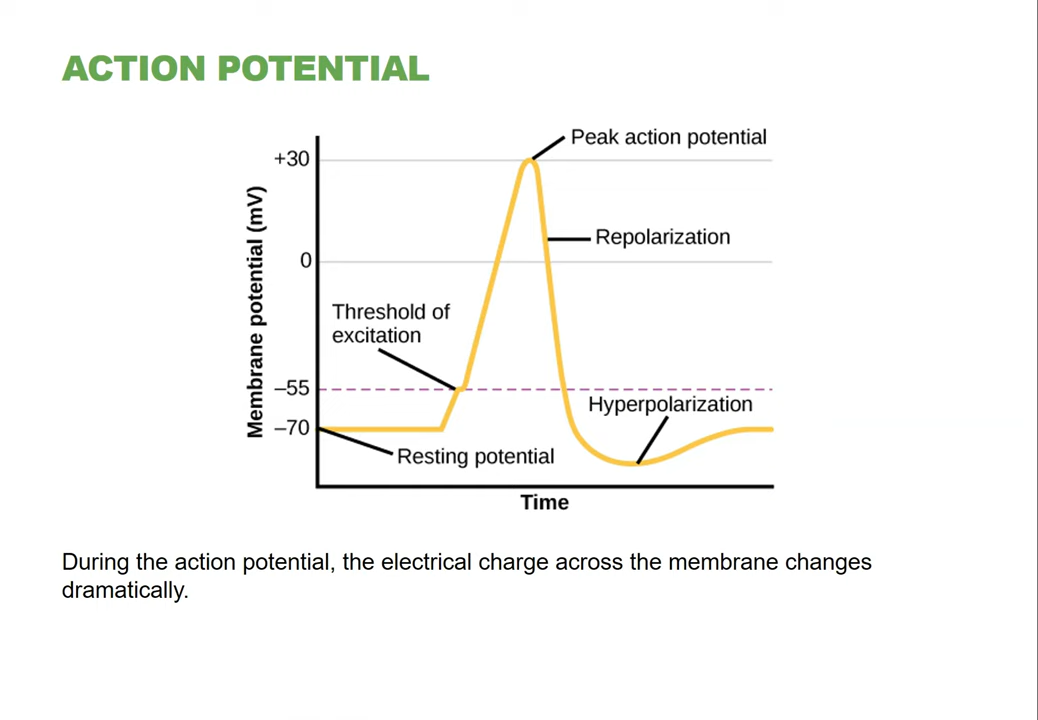 ACTION POTENTIAL
Peak action potential
+30
Repolarization
0
Membrane potential (mV)
Threshold of
excitation
–55
Hyperpolarization
–70
Resting potential
Time
During the action potential, the electrical charge across the membrane changes
dramatically.